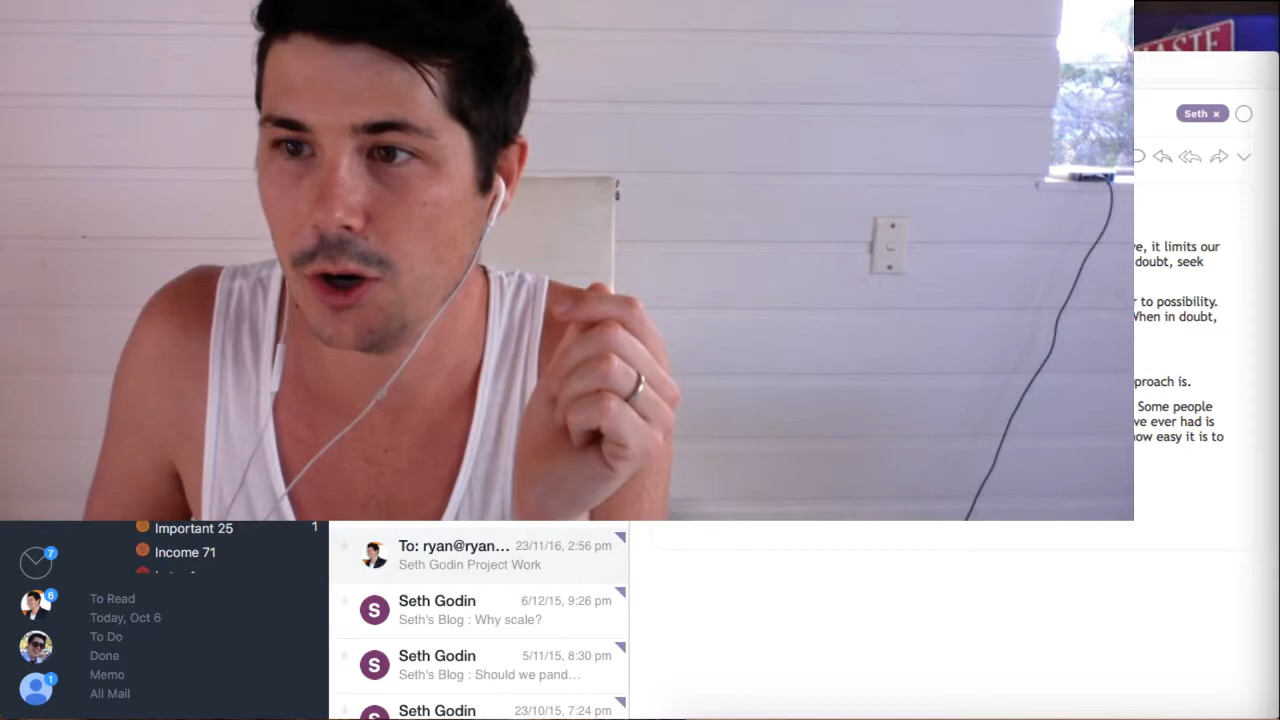 Seth ×
e, it limits our
doubt, seek
r to possibility.
When in doubt,
proach is.
Some people
ve ever had is
ow easy it is to
Important 25 1
Income 71
7
6
1
To Read
Today, Oct 6
To Do
Done
Memo
All Mail
To: ryan@ryan... 23/11/16, 2:56 pm
Seth Godin Project Work
S
Seth Godin 6/12/15, 9:26 pm
Seth's Blog : Why scale?
S
Seth Godin 5/11/15, 8:30 pm
Seth's Blog : Should we pand...
Seth Godin 23/10/15, 7:24 pm